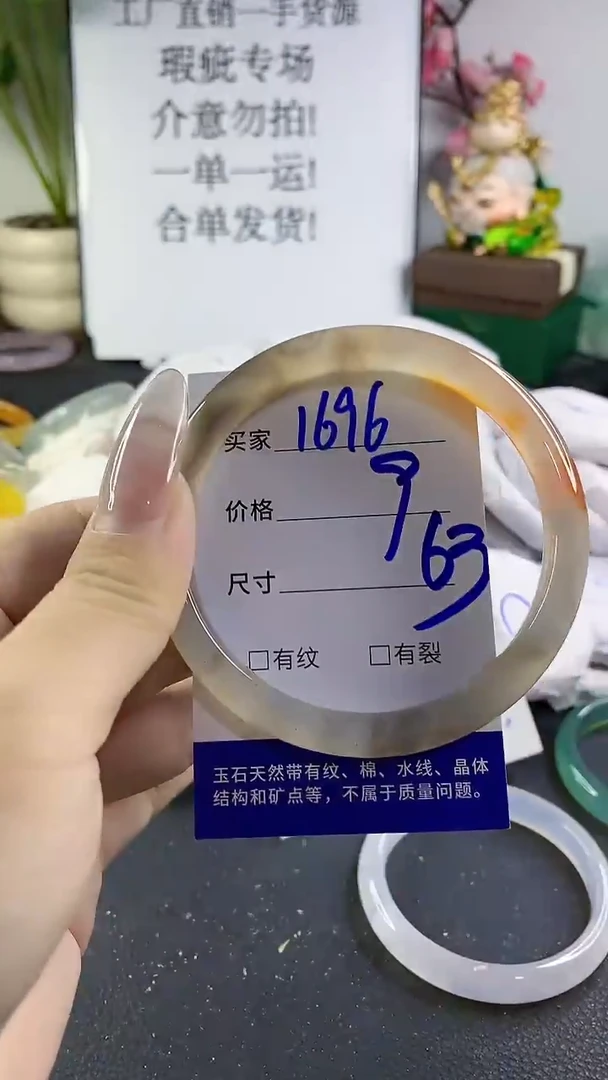 工厂直销一手货源
瑕疵专场
介意勿拍!
一单一运!
合单发货!
买家 1696
价格 9
尺寸 63
□有纹 □有裂
玉石天然带有纹、棉、水线、晶体
结构和矿点等，不属于质量问题。